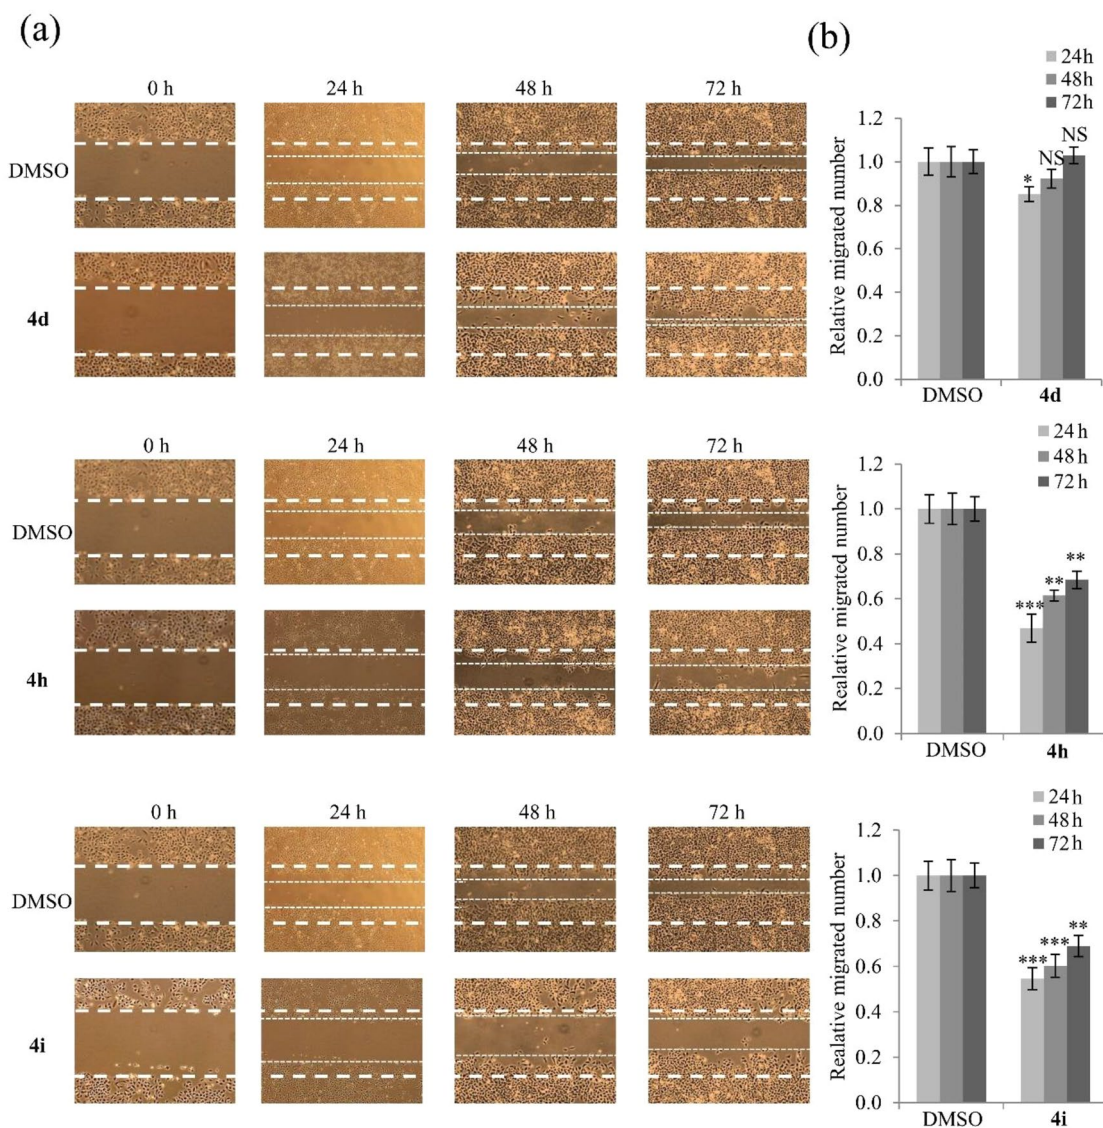 (a)
(b)
0 h 24 h 48 h 72 h
DMSO
4d
24h
48h
72h
Relative migrated number
1.2
1.0
0.8
0.6
0.4
0.2
0.0
* NS NS
DMSO 4d
0 h 24 h 48 h 72 h
DMSO
4h
24 h
48 h
72 h
Realative migrated number
1.2
1.0
0.8
0.6
0.4
0.2
0.0
*** ** **
DMSO 4h
0 h 24 h 48 h 72 h
DMSO
4i
24 h
48 h
72 h
Realative migrated number
1.2
1.0
0.8
0.6
0.4
0.2
0.0
*** *** **
DMSO 4i